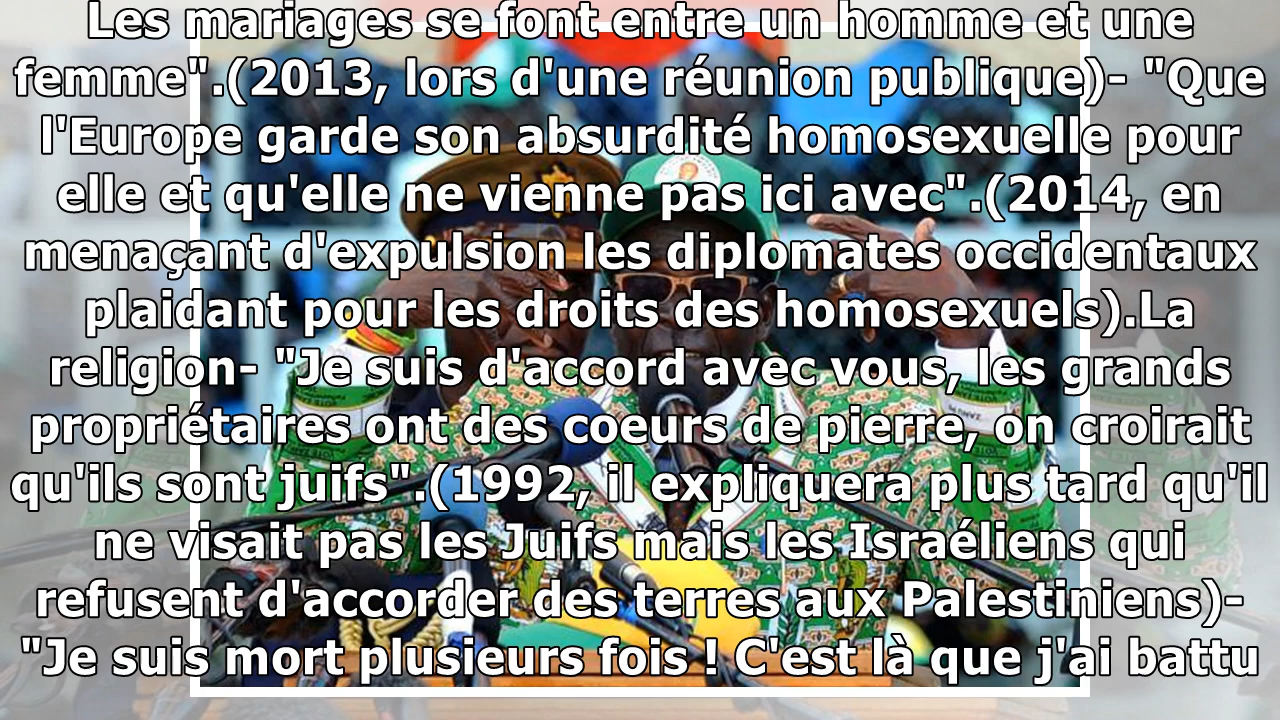 Les mariages se font entre un homme et une
femme".(2013, lors d'une réunion publique)- "Que
l'Europe garde son absurdité homosexuelle pour
elle et qu'elle ne vienne pas ici avec".(2014, en
menaçant d'expulsion les diplomates occidentaux
plaidant pour les droits des homosexuels).La
religion- "Je suis d'accord avec vous, les grands
propriétaires ont des coeurs de pierre, on croirait
qu'ils sont juifs".(1992, il expliquera plus tard qu'il
ne visait pas les Juifs mais les Israéliens qui
refusent d'accorder des terres aux Palestiniens)-
"Je suis mort plusieurs fois ! C'est là que j'ai battu